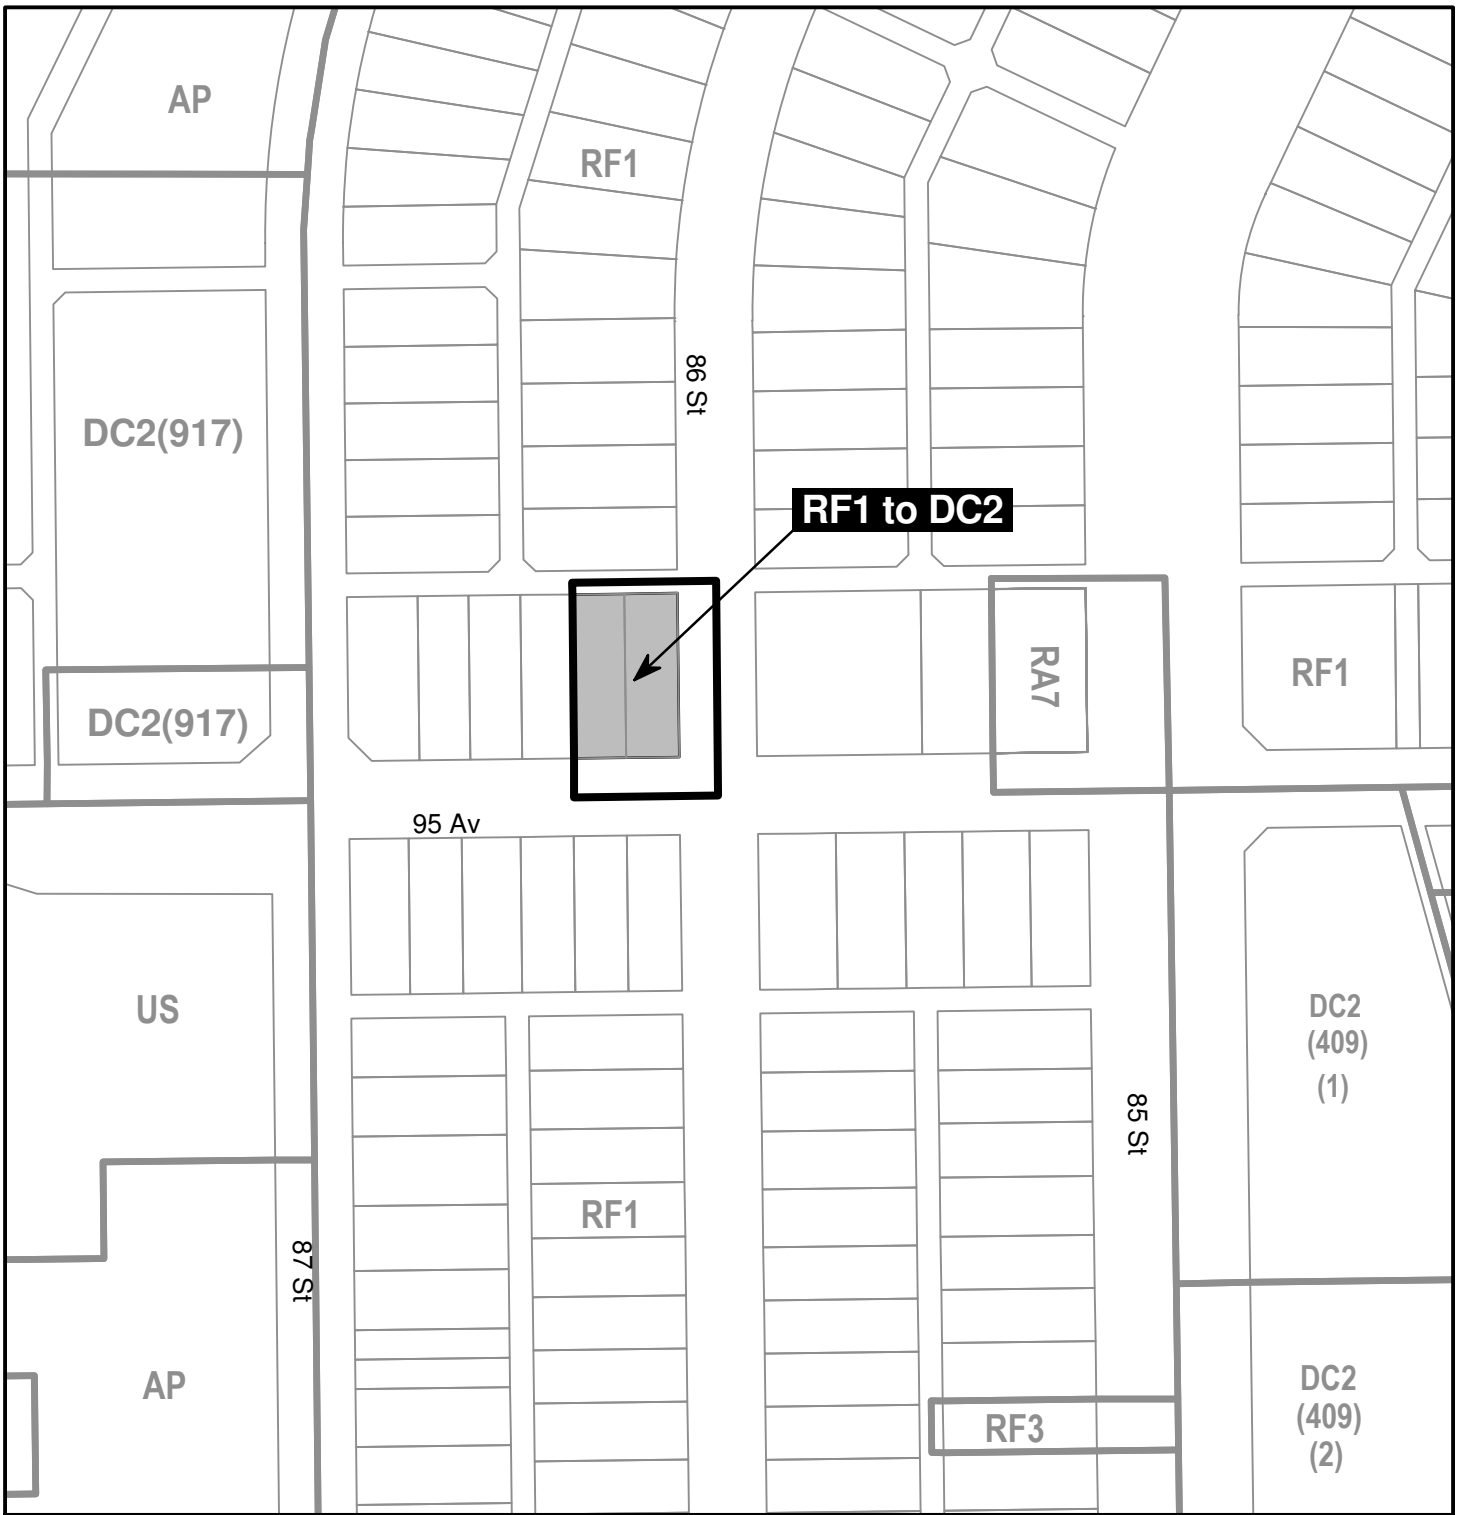 AP
RF1
86 St
DC2(917)
RF1 to DC2
RA7
RF1
DC2(917)
95 Av
US
DC2
(409)
(1)
85 St
RF1
87 St
AP
DC2
(409)
(2)
RF3